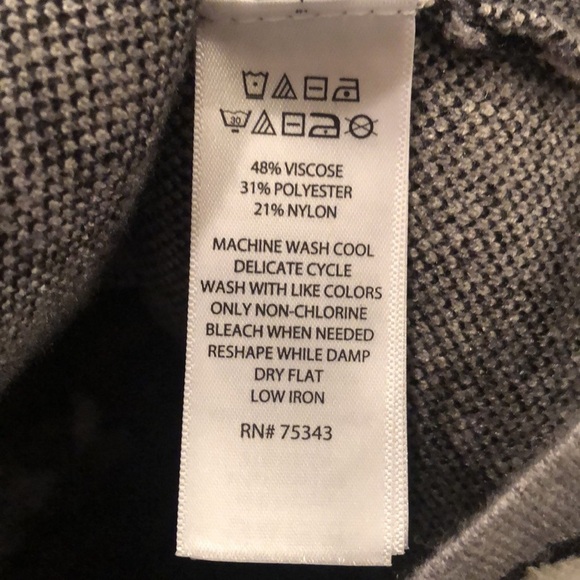 30
48% VISCOSE
31% POLYESTER
21% NYLON
MACHINE WASH COOL
DELICATE CYCLE
WASH WITH LIKE COLORS
ONLY NON-CHLORINE
BLEACH WHEN NEEDED
RESHAPE WHILE DAMP
DRY FLAT
LOW IRON
RN# 75343